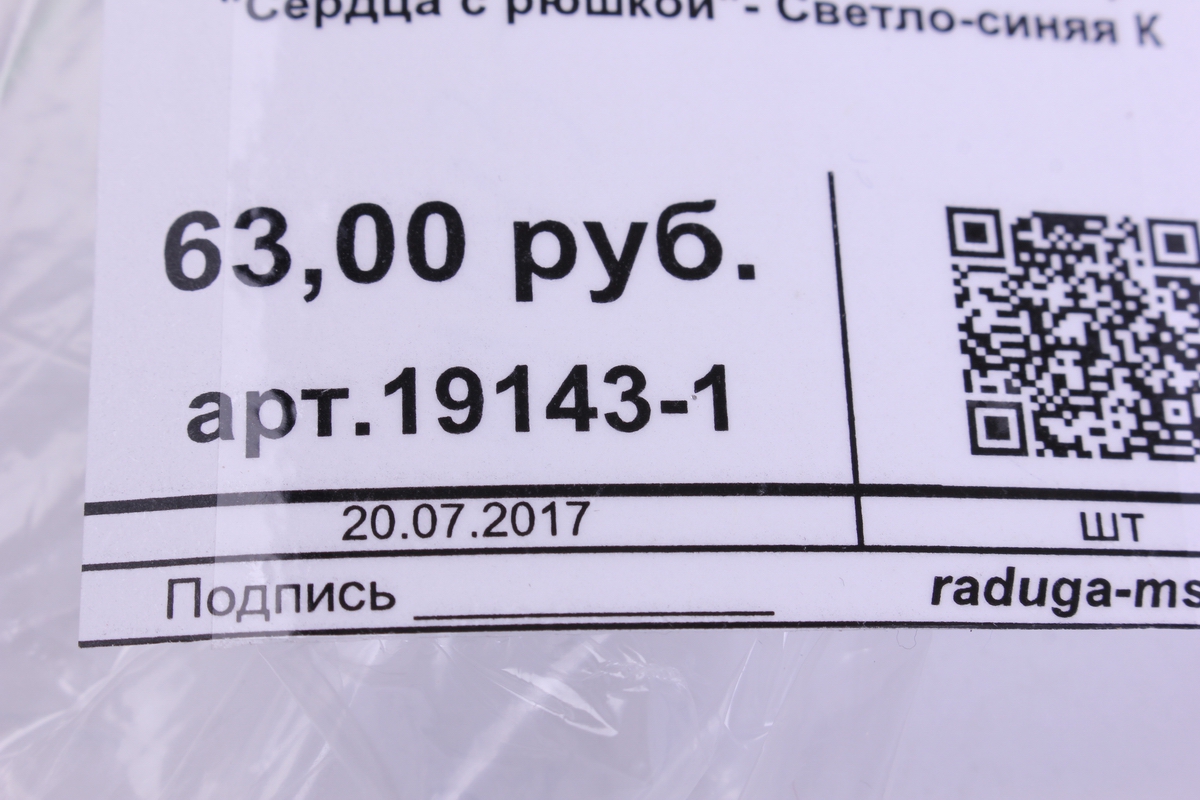 "Сердца с рюшкой"- Светло-синяя К
63,00 руб.
арт.19143-1
20.07.2017
шт
Подпись
raduga-ms